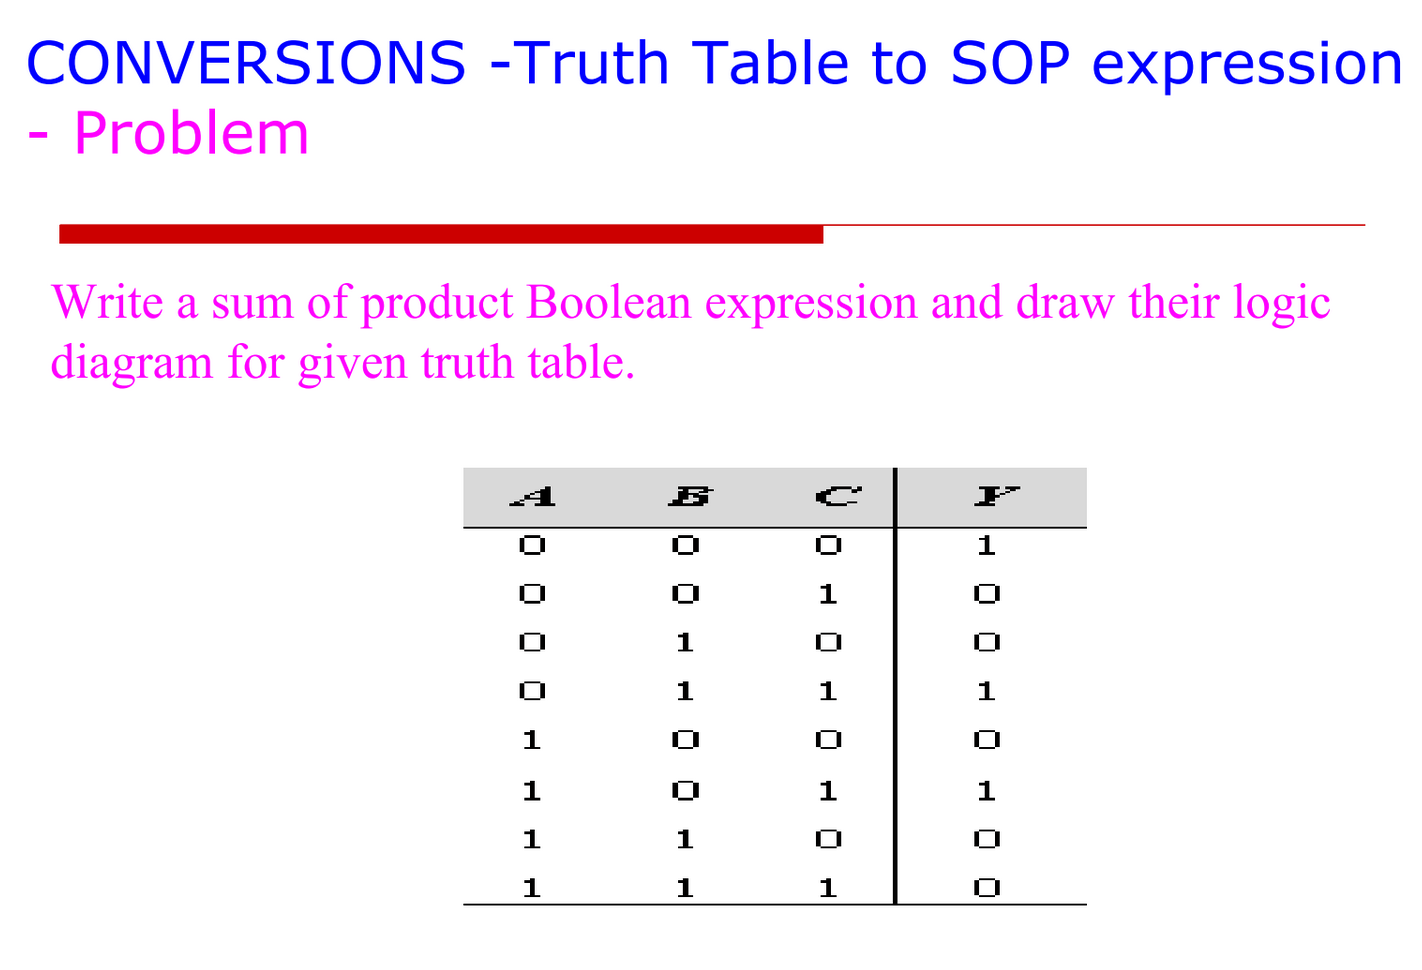 CONVERSIONS -Truth Table to SOP expression
- Problem
Write a sum of product Boolean expression and draw their logic
diagram for given truth table.
A B C Y
0 0 0 1
0 0 1 0
0 1 0 0
0 1 1 1
1 0 0 0
1 0 1 1
1 1 0 0
1 1 1 0